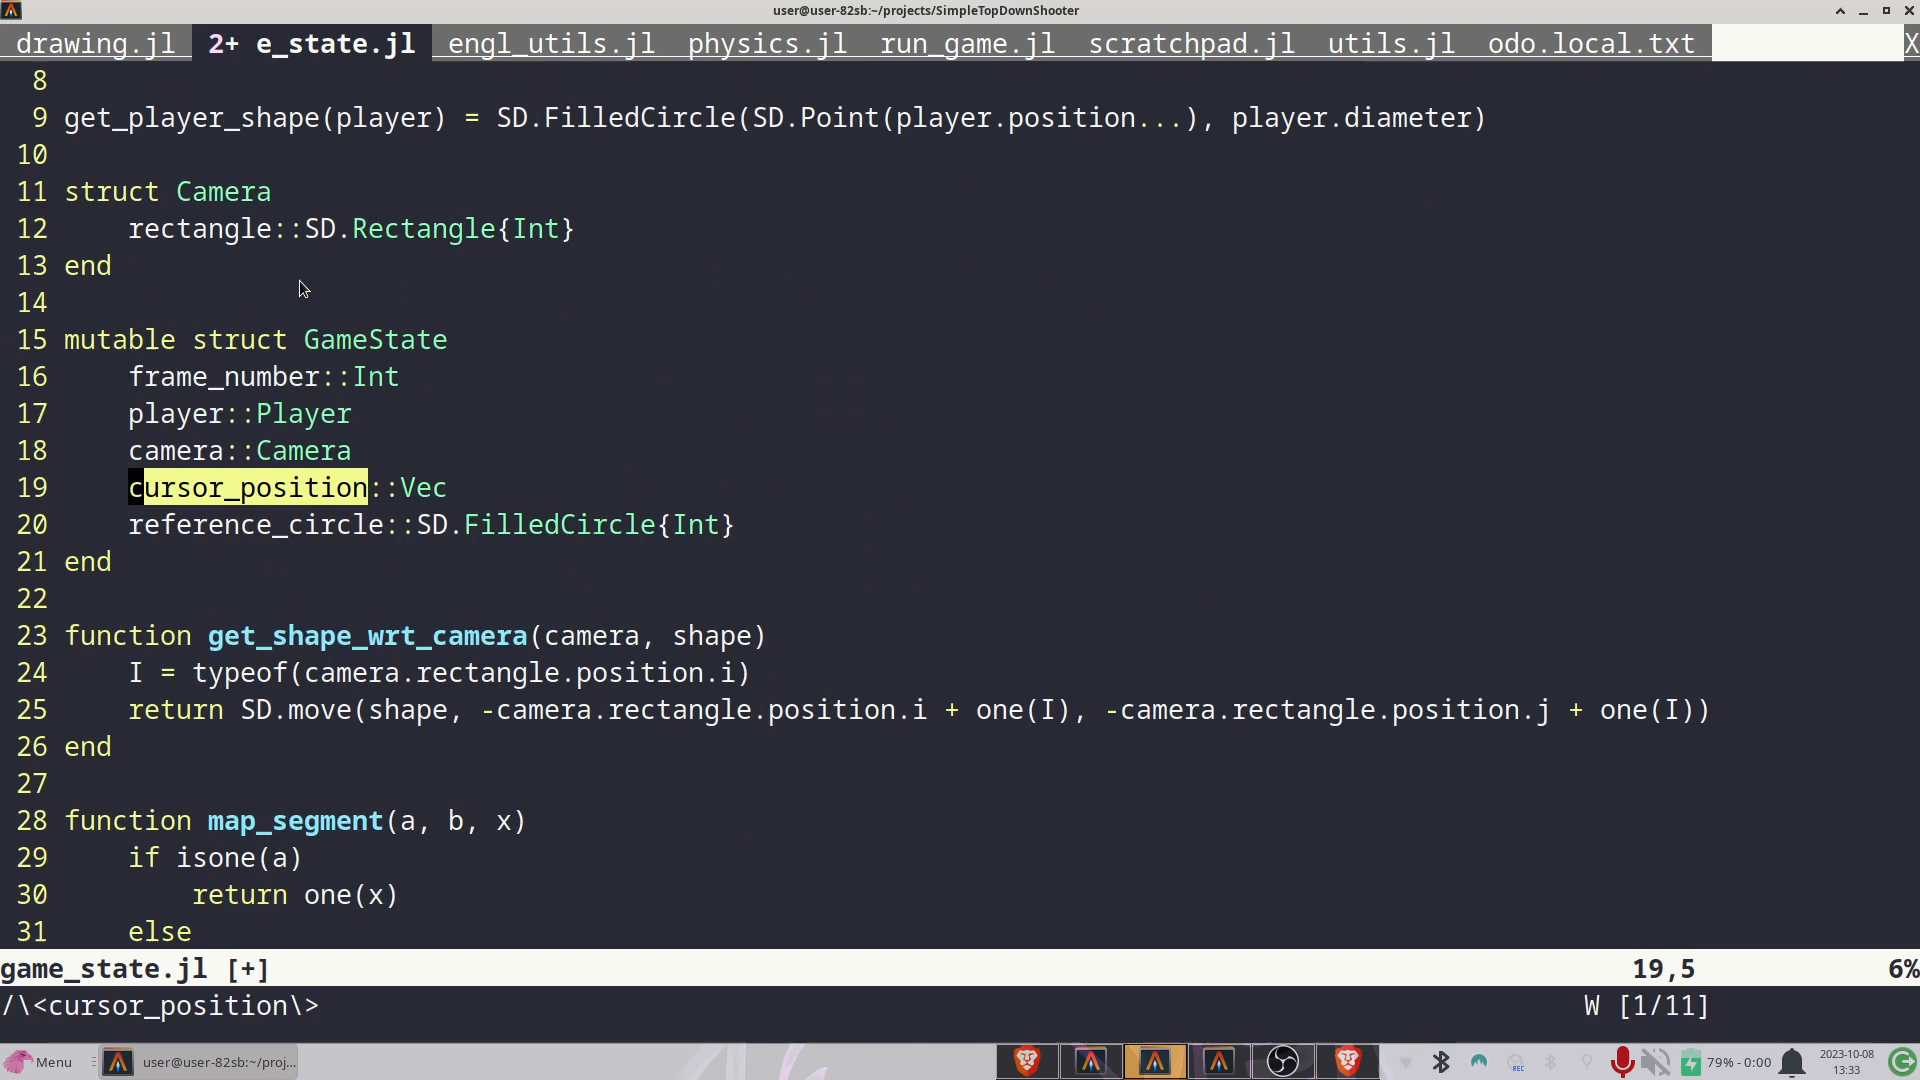 user@user-82sb:~/projects/SimpleTopDownShooter
drawing.jl 2+ e_state.jl engl_utils.jl physics.jl run_game.jl scratchpad.jl utils.jl odo.local.txt X
8
9 get_player_shape(player) = SD.FilledCircle(SD.Point(player.position...), player.diameter)
10
11 struct Camera
12     rectangle::SD.Rectangle{Int}
13 end
14
15 mutable struct GameState
16     frame_number::Int
17     player::Player
18     camera::Camera
19     cursor_position::Vec
20     reference_circle::SD.FilledCircle{Int}
21 end
22
23 function get_shape_wrt_camera(camera, shape)
24     I = typeof(camera.rectangle.position.i)
25     return SD.move(shape, -camera.rectangle.position.i + one(I), -camera.rectangle.position.j + one(I))
26 end
27
28 function map_segment(a, b, x)
29     if isone(a)
30         return one(x)
31     else
game_state.jl [+] 19,5 6%
/\<cursor_position\> W [1/11]
Menu user@user-82sb:~/proj... REC 79% - 0:00 2023-10-08
13:33